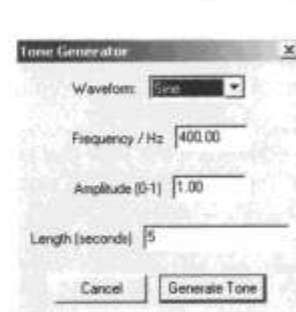 Tone Generator
Waveform: Sine
Frequency / Hz 400.00
Amplitude (0-1) 1.00
Length (seconds) 5
Cancel Generate Tone